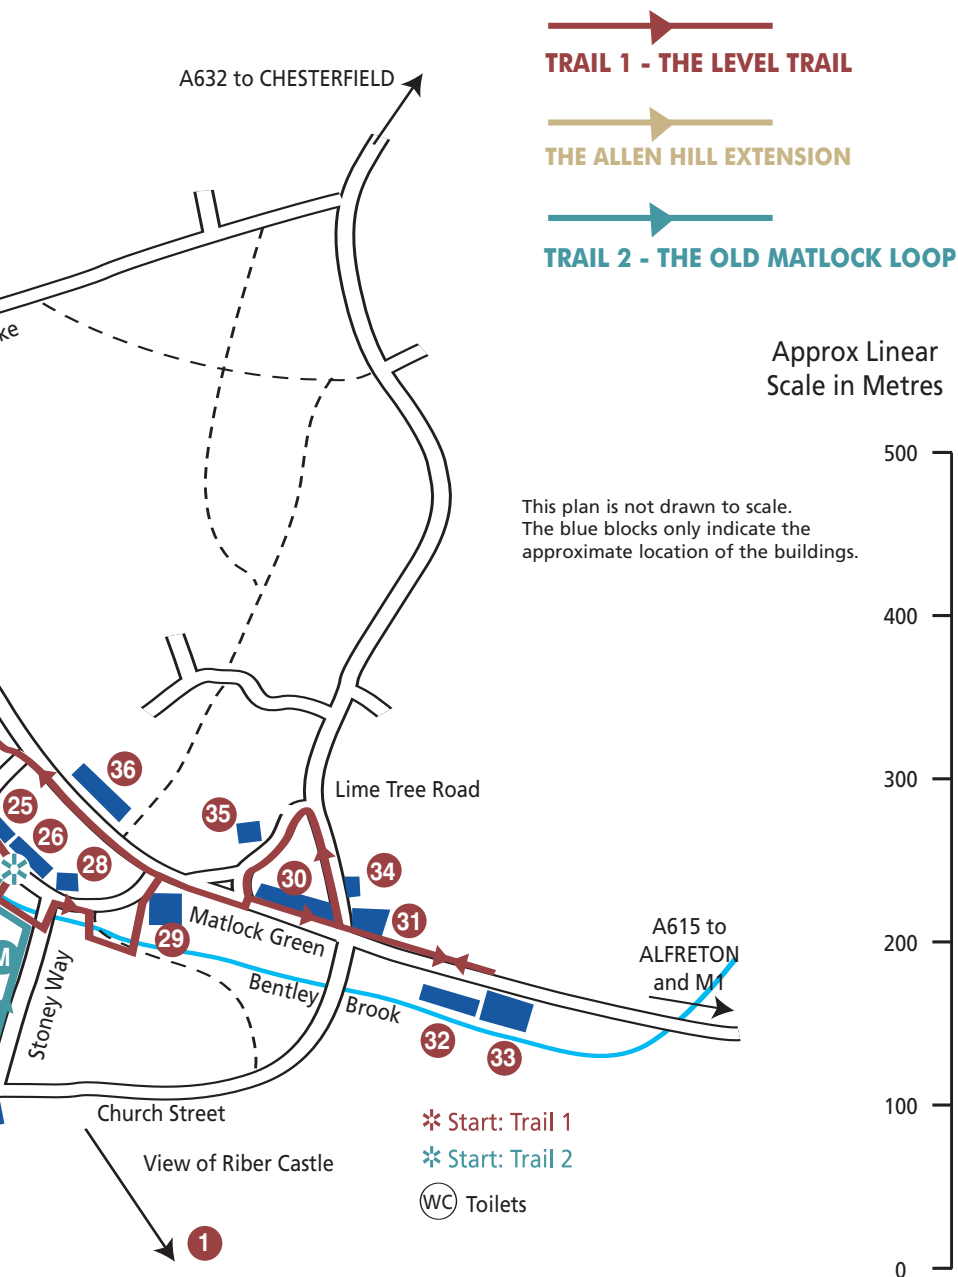 TRAIL 1 - THE LEVEL TRAIL
A632 to CHESTERFIELD
THE ALLEN HILL EXTENSION
TRAIL 2 - THE OLD MATLOCK LOOP
ke
Approx Linear
Scale in Metres
500
This plan is not drawn to scale.
The blue blocks only indicate the
approximate location of the buildings.
400
300
36
Lime Tree Road
25
35
26
28
30
34
31
Matlock Green
29
200
A615 to
ALFRETON
and M1
M
Stoney Way
Bentley Brook
32
33
100
Church Street
Start: Trail 1
View of Riber Castle
Start: Trail 2
WC Toilets
1
0